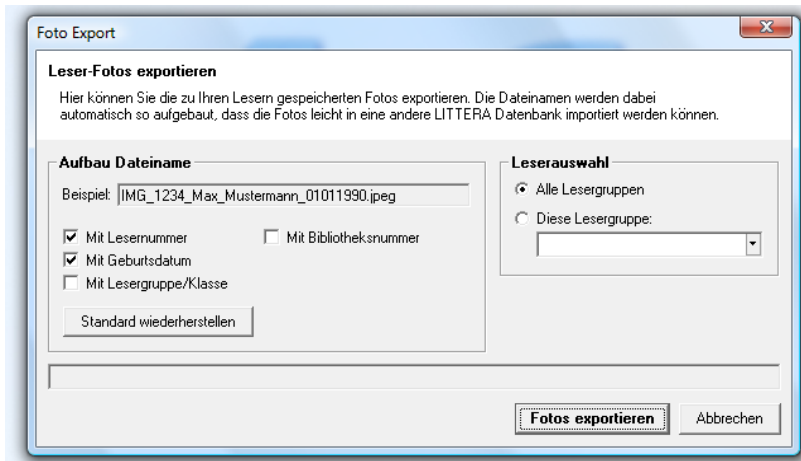 Foto Export
Leser-Fotos exportieren
Hier können Sie die zu Ihren Lesern gespeicherten Fotos exportieren. Die Dateinamen werden dabei
automatisch so aufgebaut, dass die Fotos leicht in eine andere LITTERA Datenbank importiert werden können.
Aufbau Dateiname
Beispiel: IMG_1234_Max_Mustermann_01011990.jpeg
Mit Lesernummer
Mit Bibliotheksnummer
Mit Geburtsdatum
Mit Lesergruppe/Klasse
Standard wiederherstellen
Leserauswahl
Alle Lesergruppen
Diese Lesergruppe:
Fotos exportieren
Abbrechen